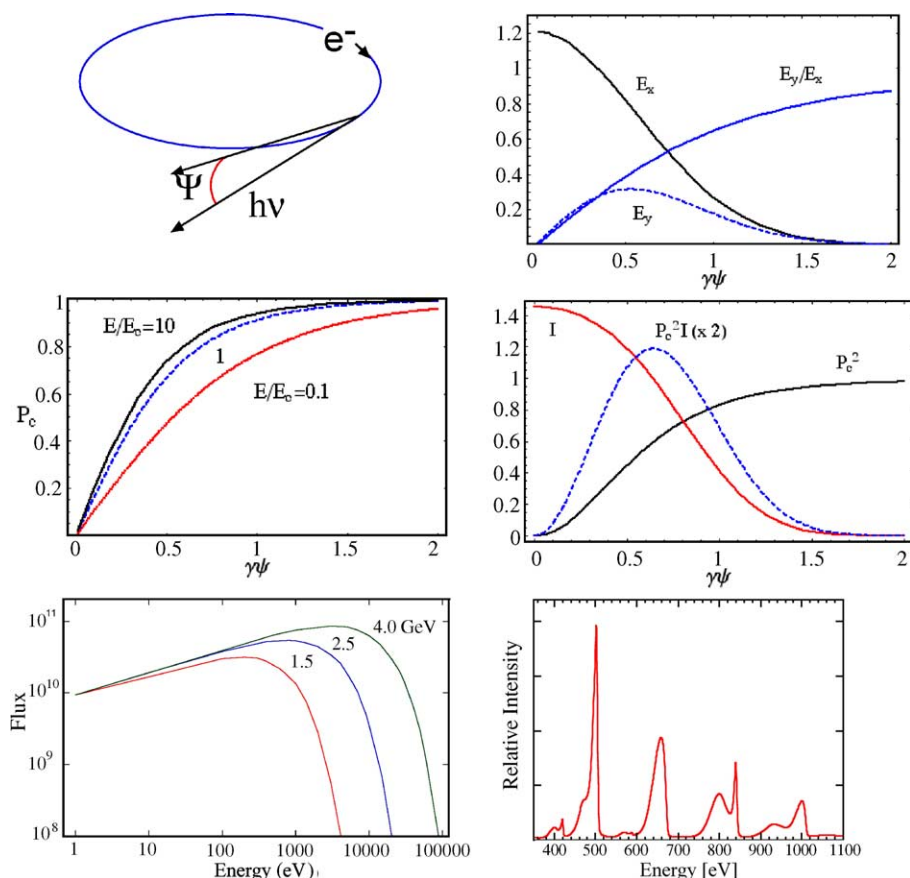 e-
Ψ
hν
1.2
1
0.8
0.6
0.4
0.2
0
Ex
Ey/Ex
Ey
0.5
1
1.5
2
γψ
1
0.8
0.6
0.4
0.2
Pc
E/Ec=10
1
E/Ec=0.1
0.5
1
1.5
2
γψ
1.4
1.2
1
0.8
0.6
0.4
0.2
0
I
Pc2I (x 2)
Pc2
0
0.5
1
1.5
2
γψ
10^11
10^10
10^9
10^8
Flux
4.0 GeV
2.5
1.5
1
10
100
1000
10000
100000
Energy (eV)
Relative Intensity
400 500 600 700 800 900 1000 1100
Energy [eV]